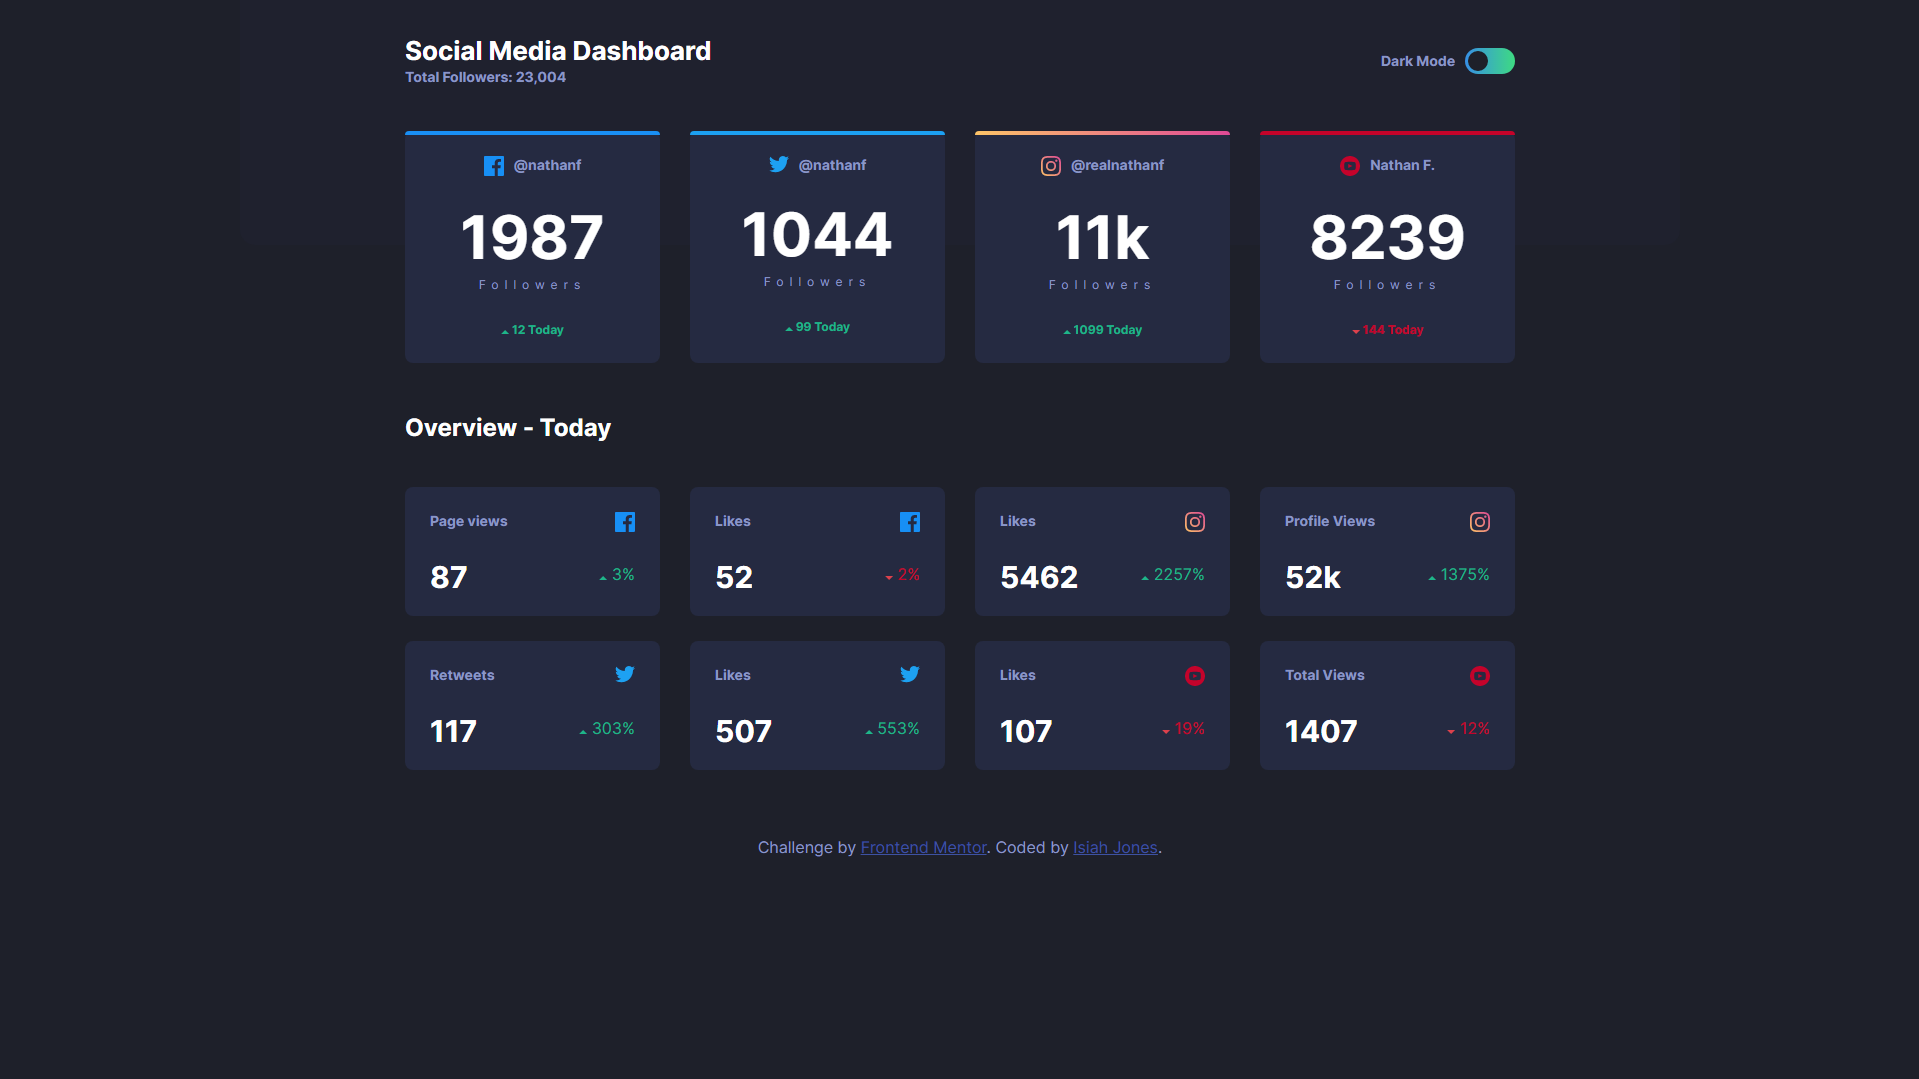 Social Media Dashboard
Total Followers: 23,004
Dark Mode
@nathanf
1987
Followers
12 Today
@nathanf
1044
Followers
99 Today
@realnathanf
11k
Followers
1099 Today
Nathan F.
8239
Followers
144 Today
Overview - Today
Page views
87
3%
Likes
52
2%
Likes
5462
2257%
Profile Views
52k
1375%
Retweets
117
303%
Likes
507
553%
Likes
107
19%
Total Views
1407
12%
Challenge by Frontend Mentor. Coded by Isiah Jones.